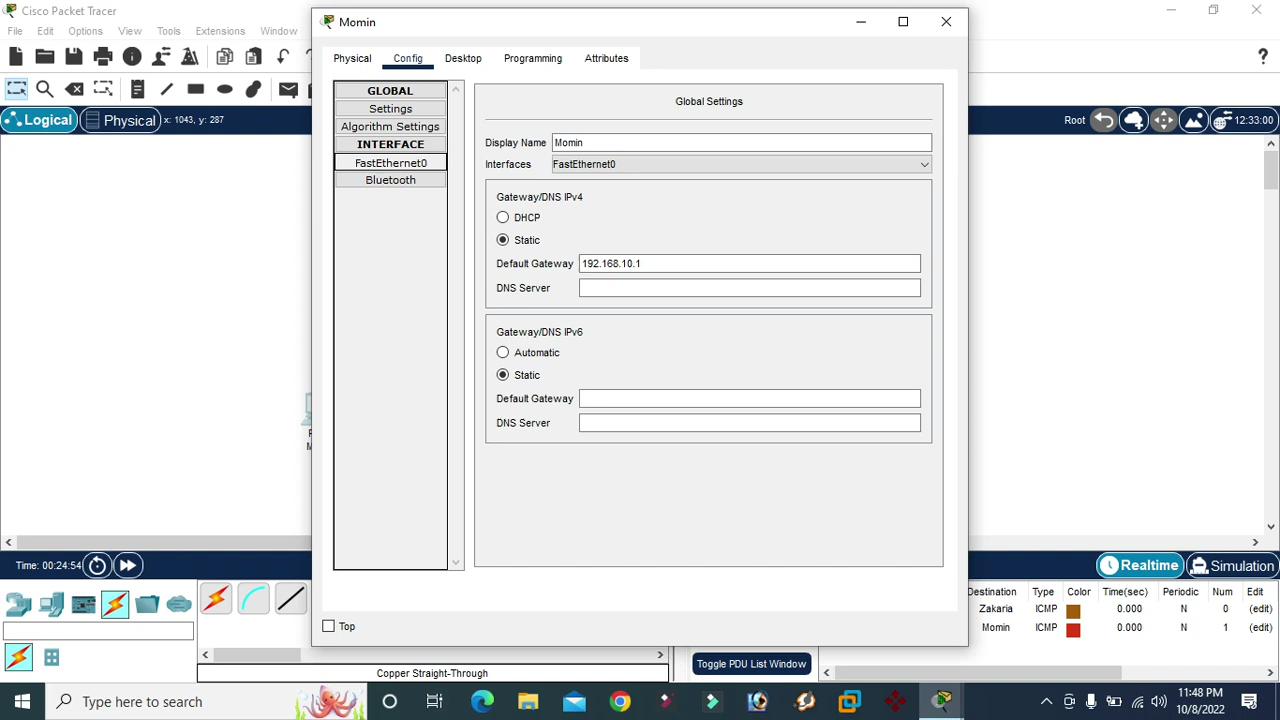 Cisco Packet Tracer
File Edit Options View Tools Extensions Window
Logical Physical x: 1043, y: 287
Root 12:33:00
Momin
Physical Config Desktop Programming Attributes
GLOBAL
Settings
Algorithm Settings
INTERFACE
FastEthernet0
Bluetooth
Global Settings
Display Name Momin
Interfaces FastEthernet0
Gateway/DNS IPv4
DHCP
Static
Default Gateway 192.168.10.1
DNS Server
Gateway/DNS IPv6
Automatic
Static
Default Gateway
DNS Server
Top
Time: 00:24:54
Realtime Simulation
Copper Straight-Through
Destination Type Color Time(sec) Periodic Num Edit
Zakaria ICMP 0.000 N 0 (edit)
Momin ICMP 0.000 N 1 (edit)
Toggle PDU List Window
Type here to search
11:48 PM
10/8/2022